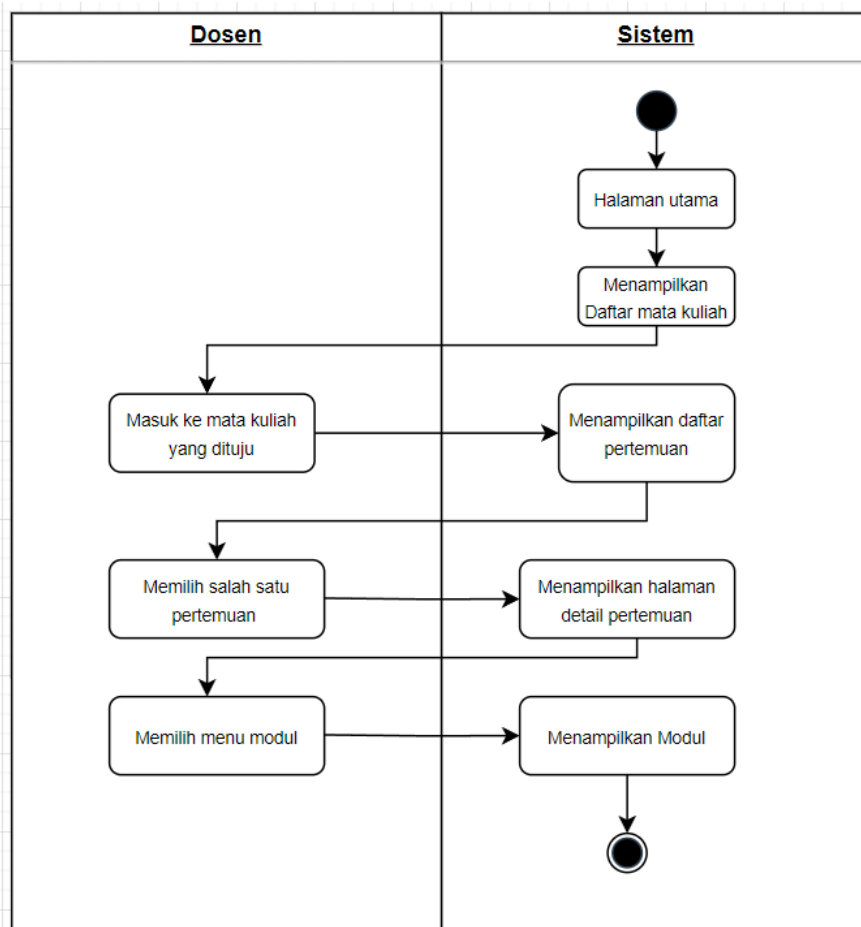 Dosen
Sistem
Halaman utama
Menampilkan
Daftar mata kuliah
Masuk ke mata kuliah
yang dituju
Menampilkan daftar
pertemuan
Memilih salah satu
pertemuan
Menampilkan halaman
detail pertemuan
Memilih menu modul
Menampilkan Modul